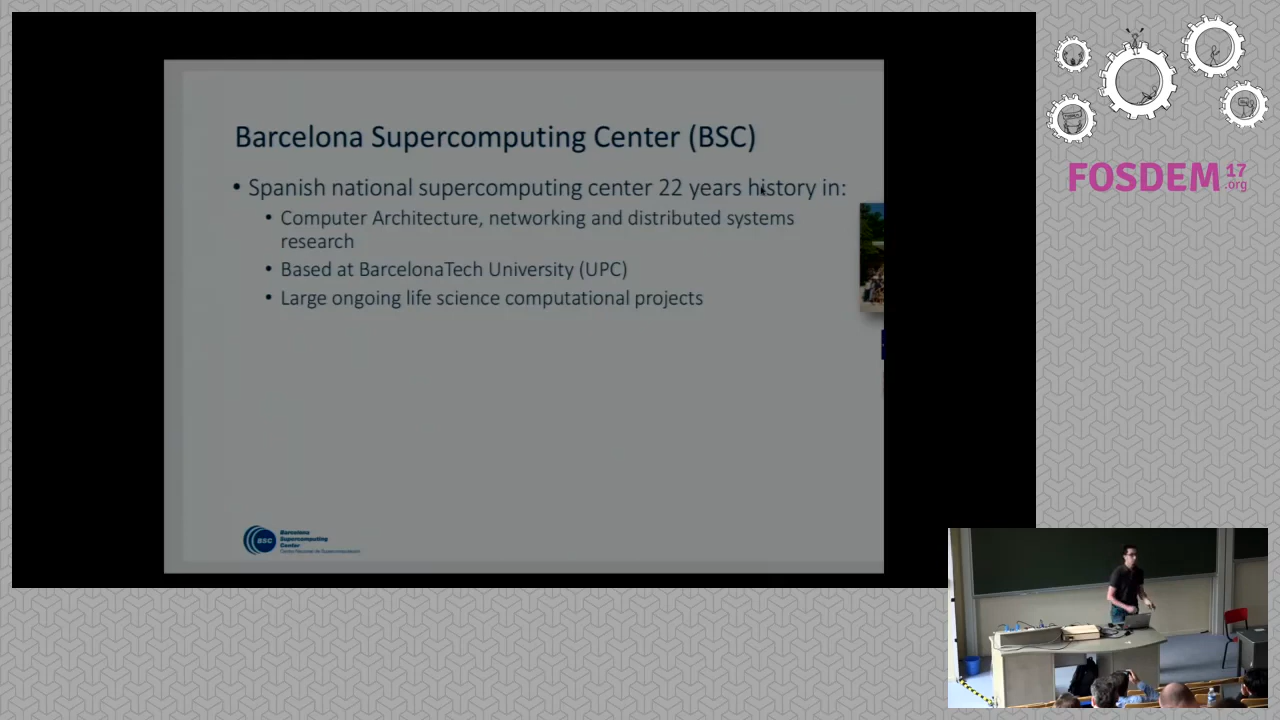 Barcelona Supercomputing Center (BSC)
• Spanish national supercomputing center 22 years history in:
• Computer Architecture, networking and distributed systems
research
• Based at BarcelonaTech University (UPC)
• Large ongoing life science computational projects
BSC
Barcelona
Supercomputing
Center
Centro Nacional de Supercomputación
FOSDEM 17
.org